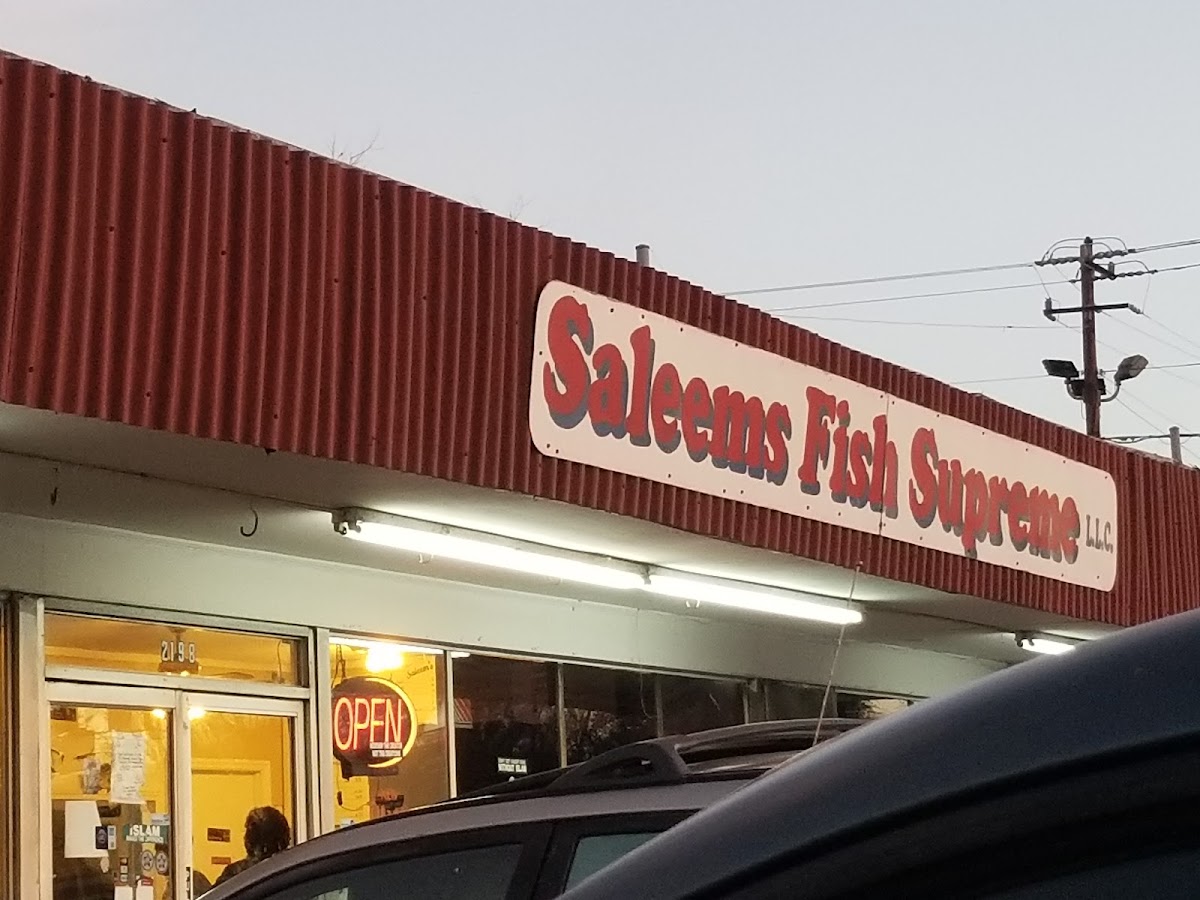 Saleems Fish Supreme L.L.C.
2198
OPEN
ISLAM